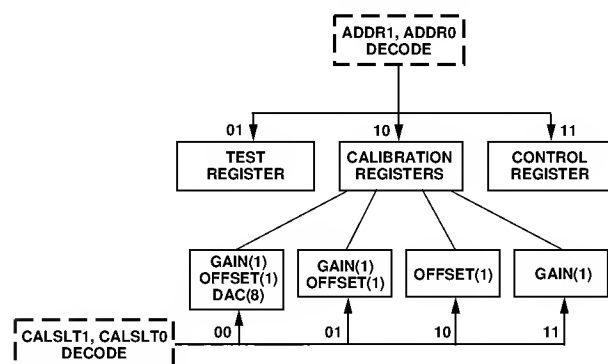 ADDR1, ADDR0
DECODE
01
10
11
TEST
REGISTER
CALIBRATION
REGISTERS
CONTROL
REGISTER
GAIN(1)
OFFSET(1)
DAC(8)
GAIN(1)
OFFSET(1)
OFFSET(1)
GAIN(1)
CALSLT1, CALSLT0
DECODE
00
01
10
11